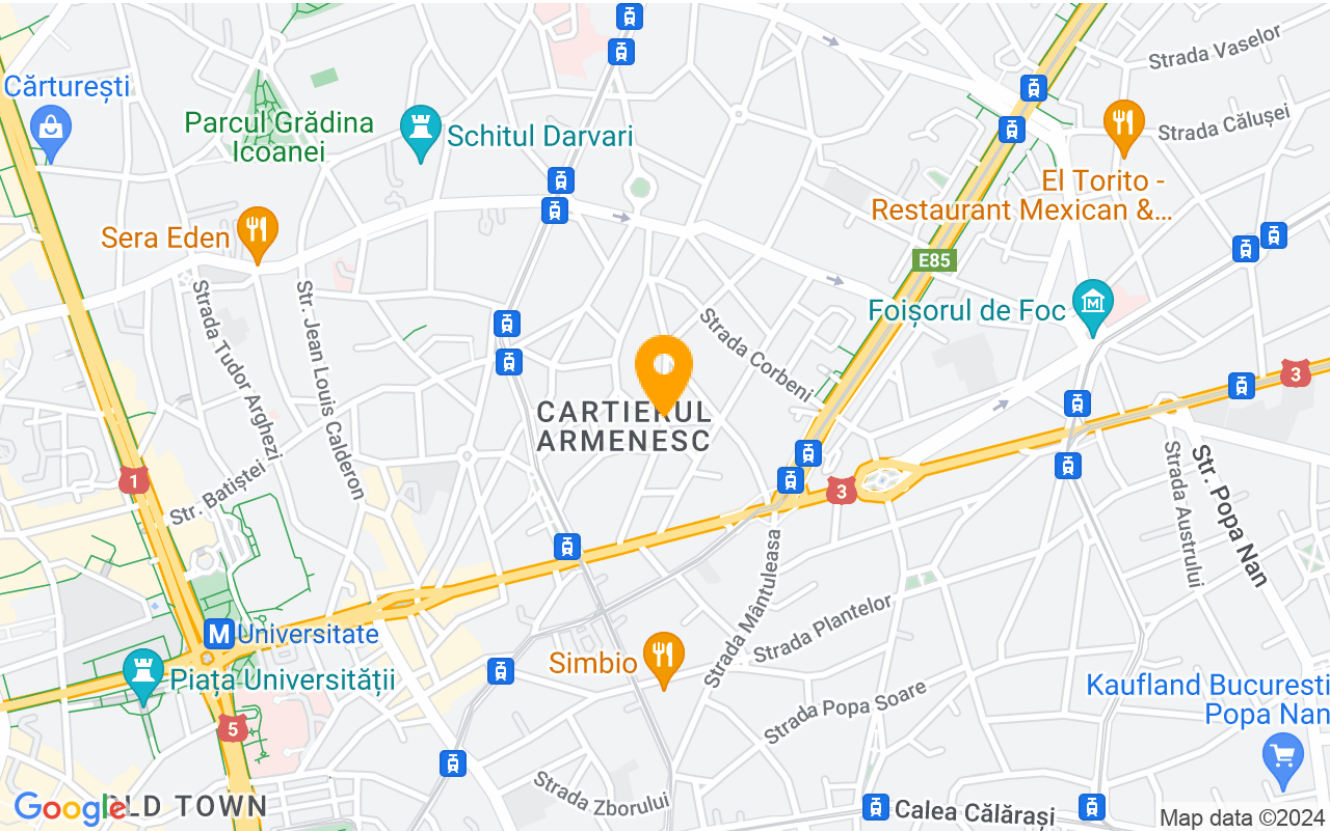 Strada Vaselor
Cărturești
Strada Călușei
Parcul Grădina
Icoanei
Schitul Darvari
El Torito -
Restaurant Mexican &...
Sera Eden
E85
Strada Tudor Arghezi
Str. Jean Louis Calderon
Foișorul de Foc
Strada Corbeni
3
CARTIERUL
ARMENESC
1
Str. Batiștei
3
Str. Popa Nan
Strada Austrului
Strada Mântuleasa
Strada Plantelor
M Universitate
Simbio
Piața Universității
Strada Popa Soare
Kaufland Bucuresti
Popa Nan
5
Strada Zborului
Google
OLD TOWN
Calea Călărași
Map data ©2024